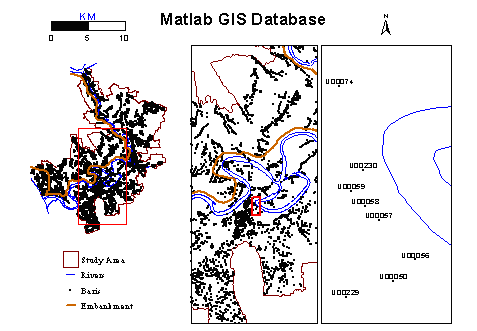 KM
0 5 10
Matlab GIS Database
N
U00074
U00230
U00059
U00058
U00057
U00056
U00050
U00229
Study Area
Rivers
Baris
Embankment